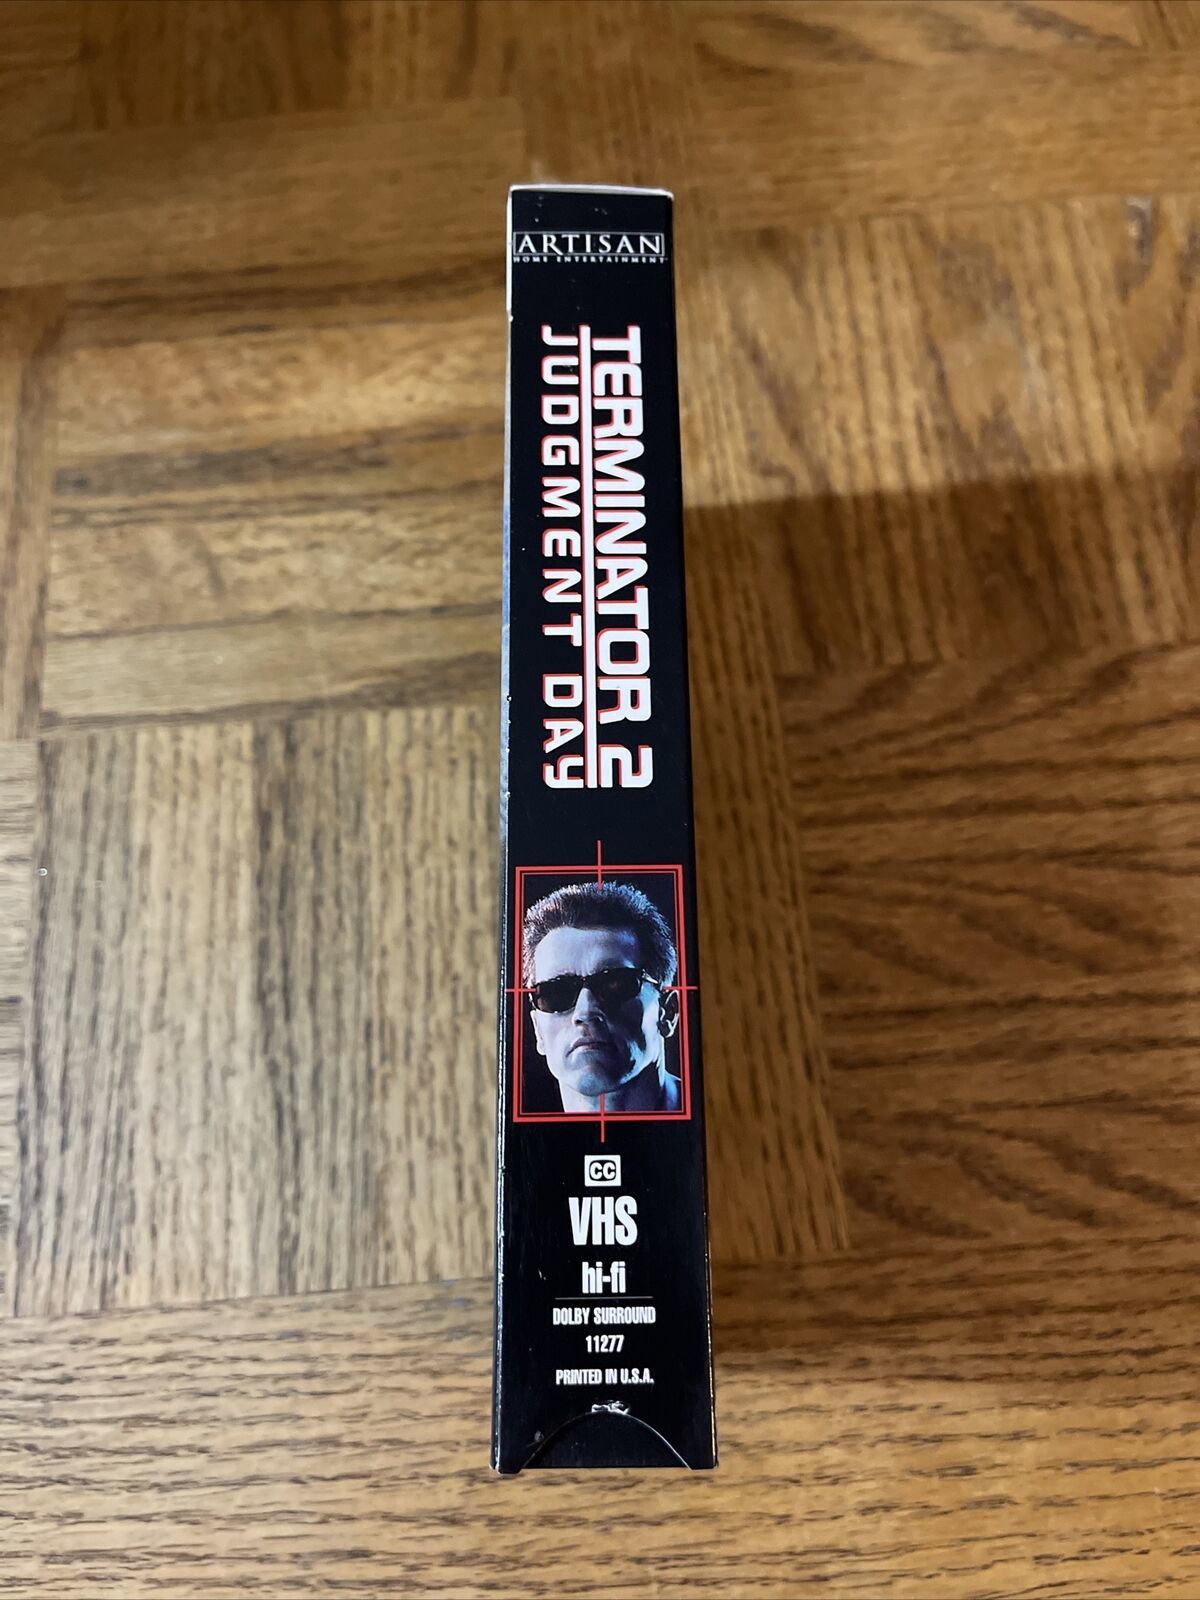 ARTISAN
HOME ENTERTAINMENT
TERMINATOR 2
JUDGMENT DAY
CC
VHS
hi-fi
DOLBY SURROUND
11277
PRINTED IN U.S.A.